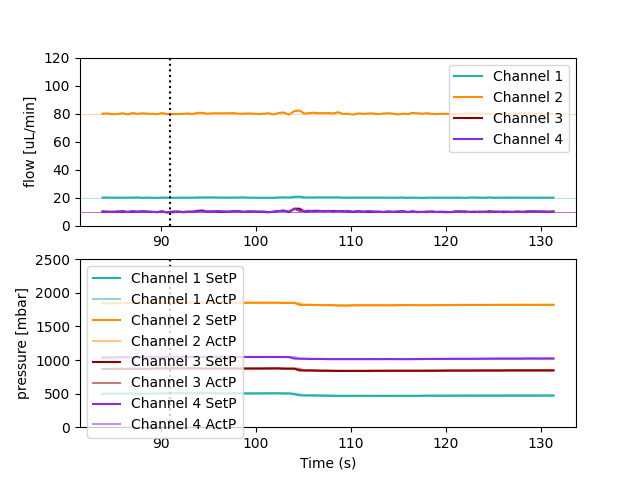 120
100
80
60
40
20
0
flow [uL/min]
Channel 1
Channel 2
Channel 3
Channel 4
90
100
110
120
130
2500
2000
1500
1000
500
0
pressure [mbar]
Channel 1 SetP
Channel 1 ActP
Channel 2 SetP
Channel 2 ActP
Channel 3 SetP
Channel 3 ActP
Channel 4 SetP
Channel 4 ActP
90
100
110
120
130
Time (s)